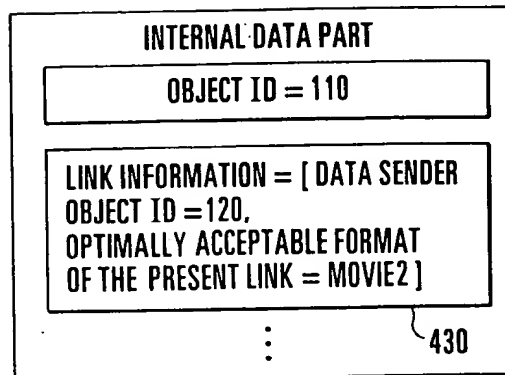 INTERNAL DATA PART
OBJECT ID = 110
LINK INFORMATION = [ DATA SENDER
OBJECT ID =120,
OPTIMALLY ACCEPTABLE FORMAT
OF THE PRESENT LINK = MOVIE2 ]
430